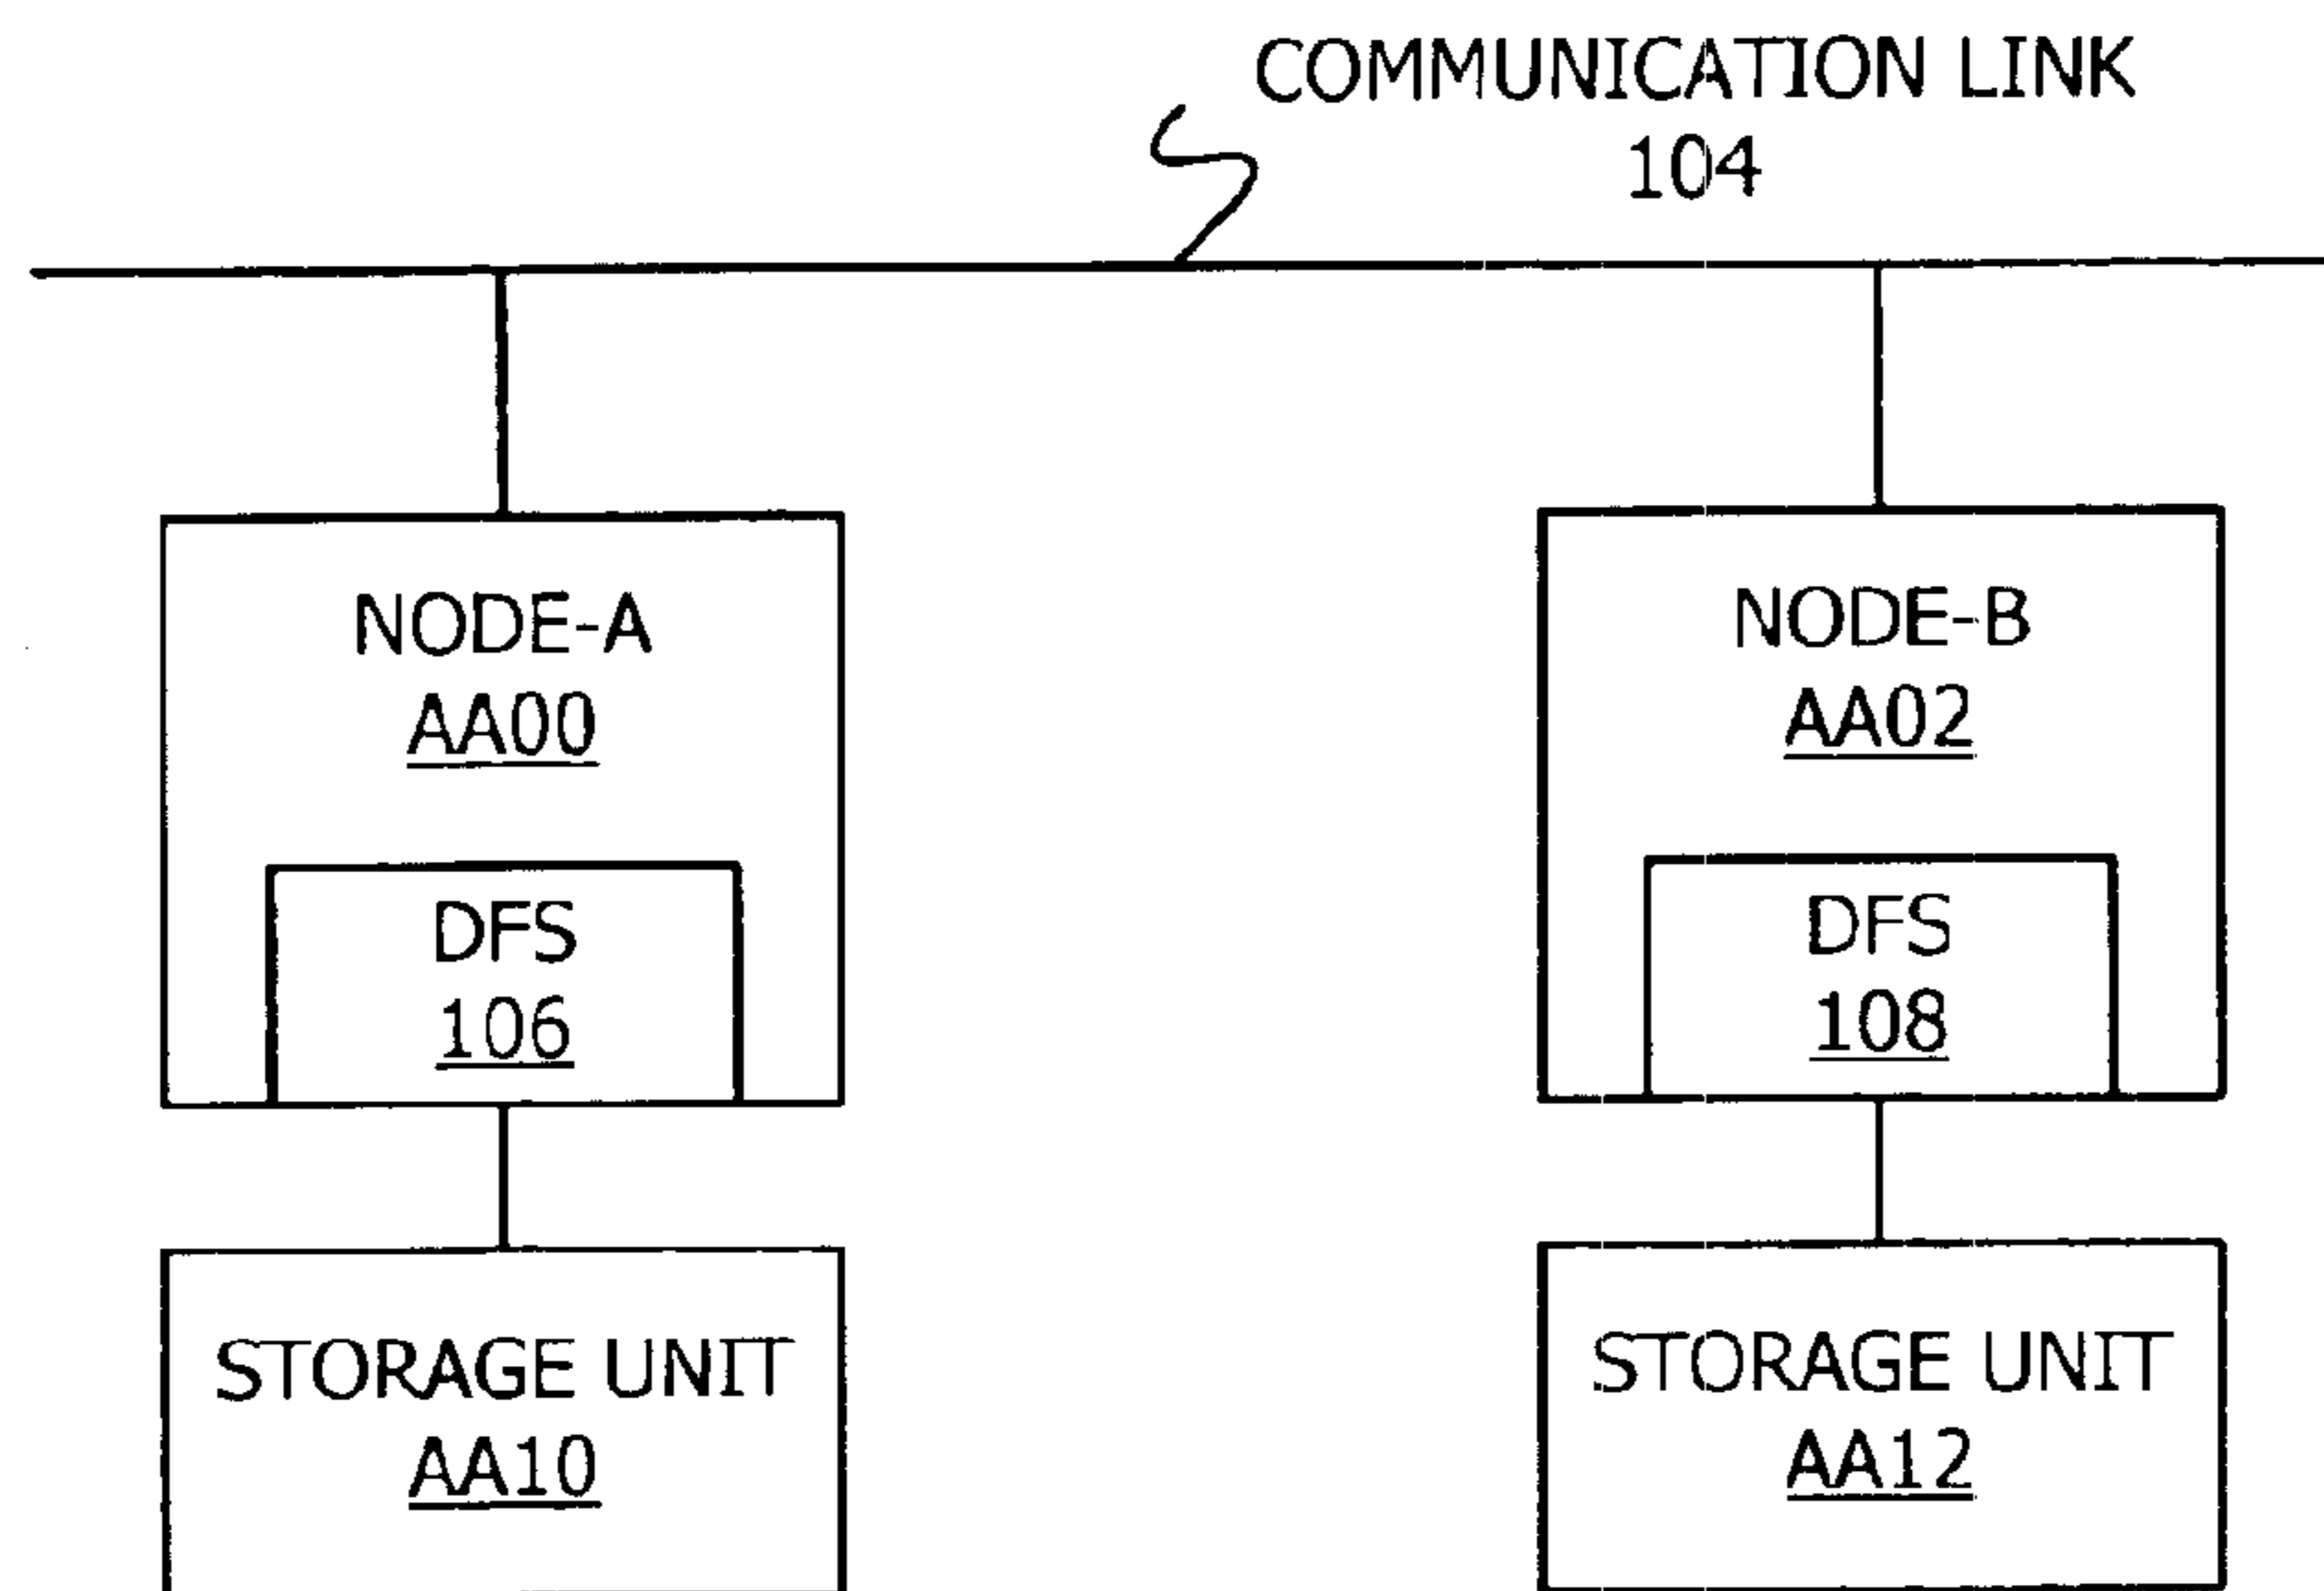 COMMUNICATION LINK
104
NODE-A
AA00
DFS
106
STORAGE UNIT
AA10
NODE-B
AA02
DFS
108
STORAGE UNIT
AA12